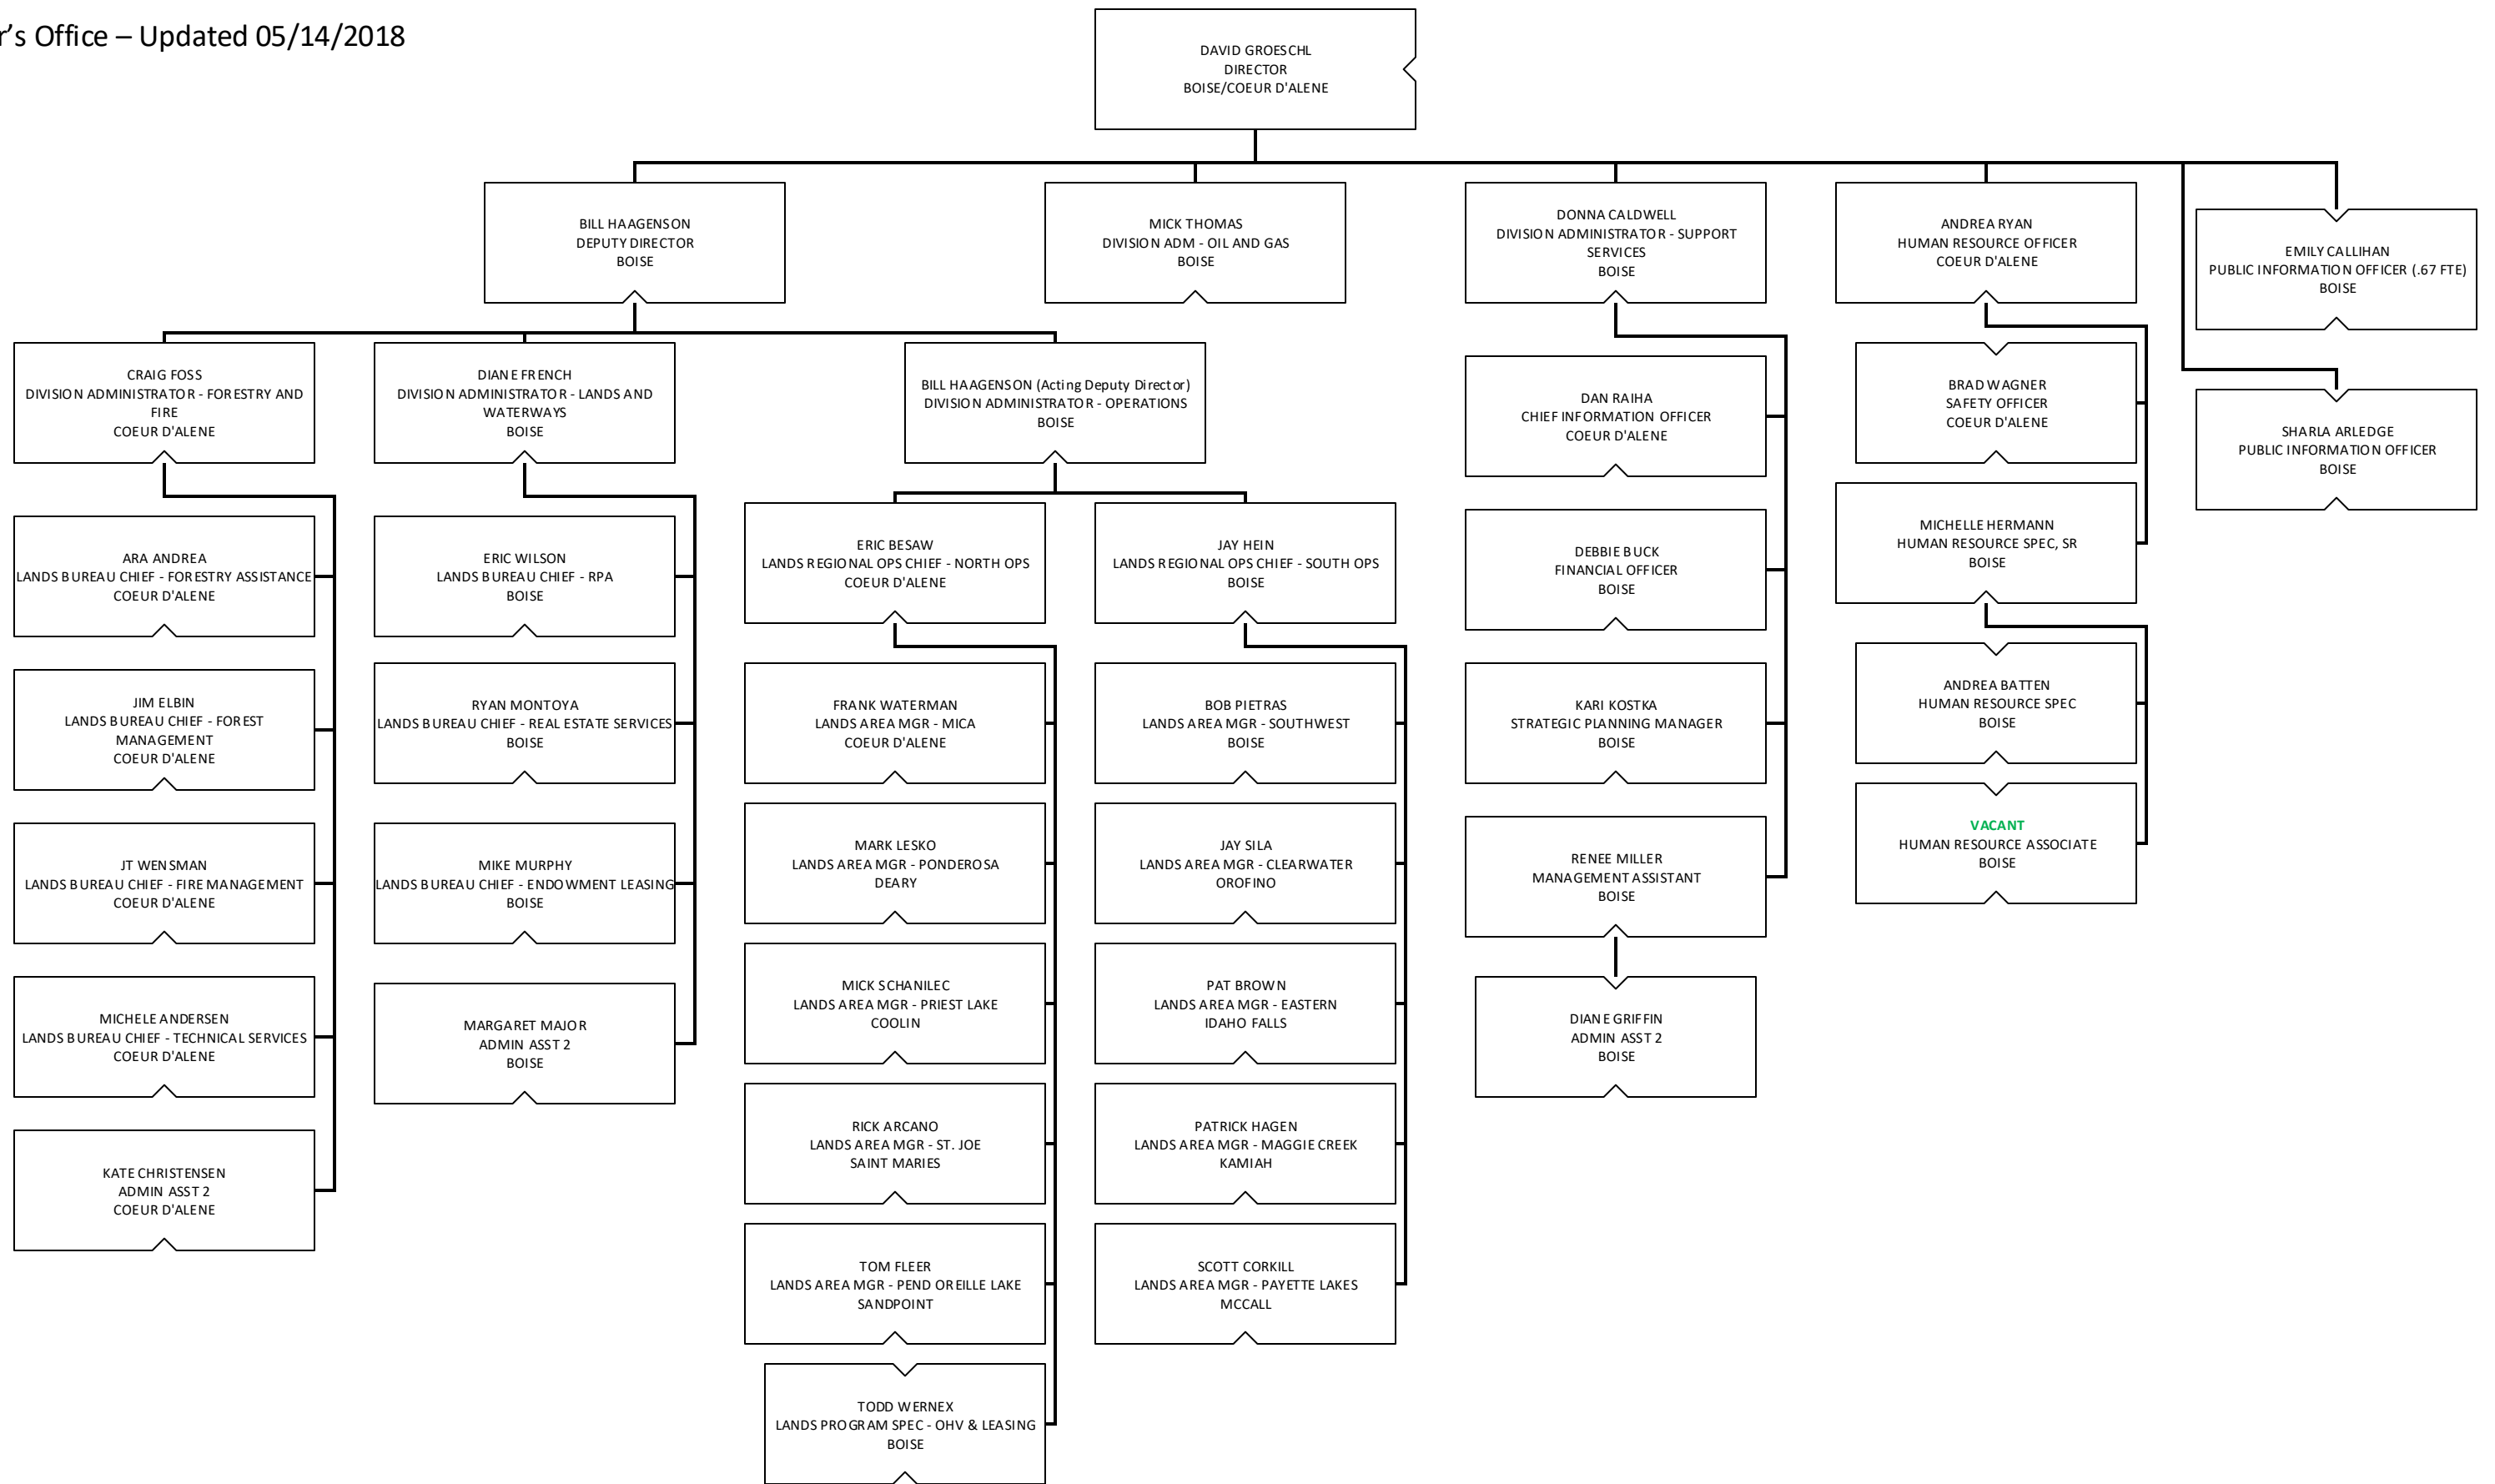 r's Office – Updated 05/14/2018
DAVID GROESCHL
DIRECTOR
BOISE/COEUR D'ALENE
BILL HAAGENSON
DEPUTY DIRECTOR
BOISE
MICK THOMAS
DIVISION ADM - OIL AND GAS
BOISE
DONNA CALDWELL
DIVISION ADMINISTRATOR - SUPPORT
SERVICES
BOISE
ANDREA RYAN
HUMAN RESOURCE OFFICER
COEUR D'ALENE
EMILY CALLIHAN
PUBLIC INFORMATION OFFICER (.67 FTE)
BOISE
SHARLA ARLEDGE
PUBLIC INFORMATION OFFICER
BOISE
CRAIG FOSS
DIVISION ADMINISTRATOR - FORESTRY AND
FIRE
COEUR D'ALENE
ARA ANDREA
LANDS BUREAU CHIEF - FORESTRY ASSISTANCE
COEUR D'ALENE
JIM ELBIN
LANDS BUREAU CHIEF - FOREST
MANAGEMENT
COEUR D'ALENE
JT WENSMAN
LANDS BUREAU CHIEF - FIRE MANAGEMENT
COEUR D'ALENE
MICHELE ANDERSEN
LANDS BUREAU CHIEF - TECHNICAL SERVICES
COEUR D'ALENE
KATE CHRISTENSEN
ADMIN ASST 2
COEUR D'ALENE
DIANE FRENCH
DIVISION ADMINISTRATOR - LANDS AND
WATERWAYS
BOISE
ERIC WILSON
LANDS BUREAU CHIEF - RPA
BOISE
RYAN MONTOYA
LANDS BUREAU CHIEF - REAL ESTATE SERVICES
BOISE
MIKE MURPHY
LANDS BUREAU CHIEF - ENDOWMENT LEASING
BOISE
MARGARET MAJOR
ADMIN ASST 2
BOISE
BILL HAAGENSON (Acting Deputy Director)
DIVISION ADMINISTRATOR - OPERATIONS
BOISE
ERIC BESAW
LANDS REGIONAL OPS CHIEF - NORTH OPS
COEUR D'ALENE
FRANK WATERMAN
LANDS AREA MGR - MICA
COEUR D'ALENE
MARK LESKO
LANDS AREA MGR - PONDEROSA
DEARY
MICK SCHANILEC
LANDS AREA MGR - PRIEST LAKE
COOLIN
RICK ARCANO
LANDS AREA MGR - ST. JOE
SAINT MARIES
TOM FLEER
LANDS AREA MGR - PEND OREILLE LAKE
SANDPOINT
TODD WERNEX
LANDS PROGRAM SPEC - OHV & LEASING
BOISE
JAY HEIN
LANDS REGIONAL OPS CHIEF - SOUTH OPS
BOISE
BOB PIETRAS
LANDS AREA MGR - SOUTHWEST
BOISE
JAY SILA
LANDS AREA MGR - CLEARWATER
OROFINO
PAT BROWN
LANDS AREA MGR - EASTERN
IDAHO FALLS
PATRICK HAGEN
LANDS AREA MGR - MAGGIE CREEK
KAMIAH
SCOTT CORKILL
LANDS AREA MGR - PAYETTE LAKES
MCCALL
DAN RAIHA
CHIEF INFORMATION OFFICER
COEUR D'ALENE
DEBBIE BUCK
FINANCIAL OFFICER
BOISE
KARI KOSTKA
STRATEGIC PLANNING MANAGER
BOISE
RENEE MILLER
MANAGEMENT ASSISTANT
BOISE
DIANE GRIFFIN
ADMIN ASST 2
BOISE
BRAD WAGNER
SAFETY OFFICER
COEUR D'ALENE
MICHELLE HERMANN
HUMAN RESOURCE SPEC, SR
BOISE
ANDREA BATTEN
HUMAN RESOURCE SPEC
BOISE
VACANT
HUMAN RESOURCE ASSOCIATE
BOISE